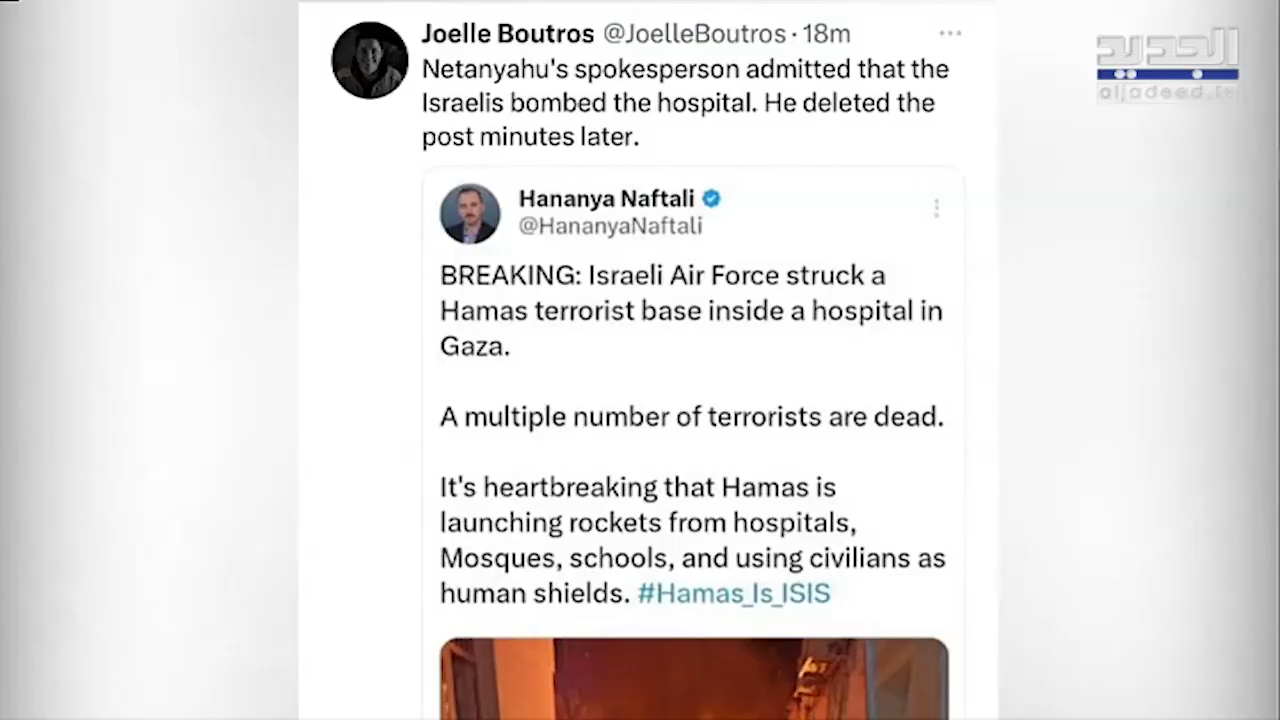 Joelle Boutros @JoelleBoutros · 18m
Netanyahu's spokesperson admitted that the
Israelis bombed the hospital. He deleted the
post minutes later.
Hananya Naftali
@HananyaNaftali
BREAKING: Israeli Air Force struck a
Hamas terrorist base inside a hospital in
Gaza.
A multiple number of terrorists are dead.
It's heartbreaking that Hamas is
launching rockets from hospitals,
Mosques, schools, and using civilians as
human shields. #Hamas_Is_ISIS
الجديد
aljadeed.tv